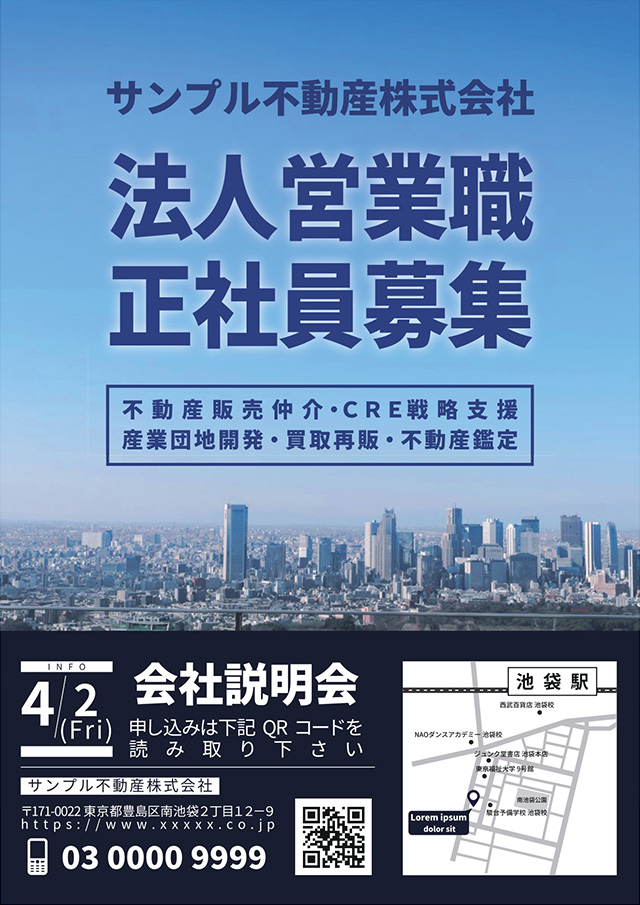 サンプル不動産株式会社
法人営業職
正社員募集
不動産販売仲介・CRE戦略支援
産業団地開発・買取再販・不動産鑑定
INFO
4/2
(Fri)
会社説明会
申し込みは下記QRコードを
読み取り下さい
サンプル不動産株式会社
〒171-0022 東京都豊島区南池袋2丁目12−9
https://www.xxxxx.co.jp
03 0000 9999
池袋駅
西武百貨店 池袋校
NAOダンスアカデミー 池袋校
ジュンク堂書店 池袋本店
東京福祉大学 9号館
南池袋公園
駿台予備学校 池袋校
Lorem ipsum
dolor sit